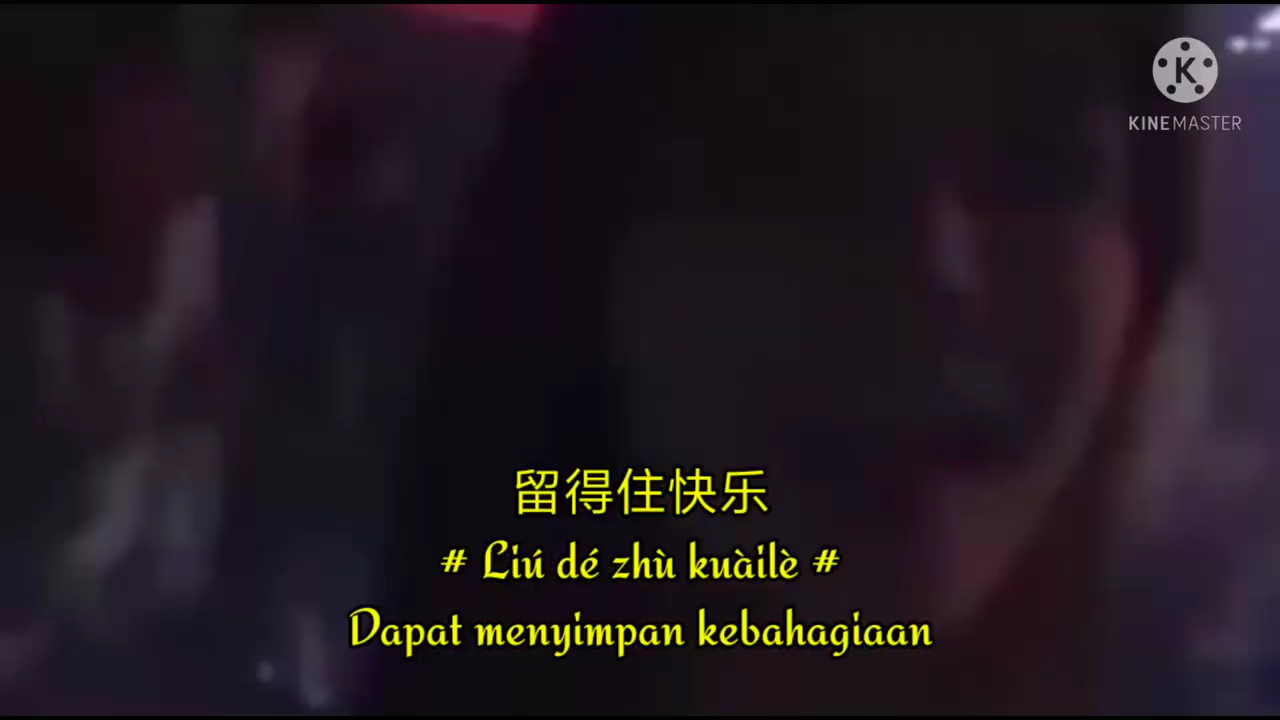 KINEMASTER
留得住快乐
# Liú dé zhù kuàilè #
Dapat menyimpan kebahagiaan